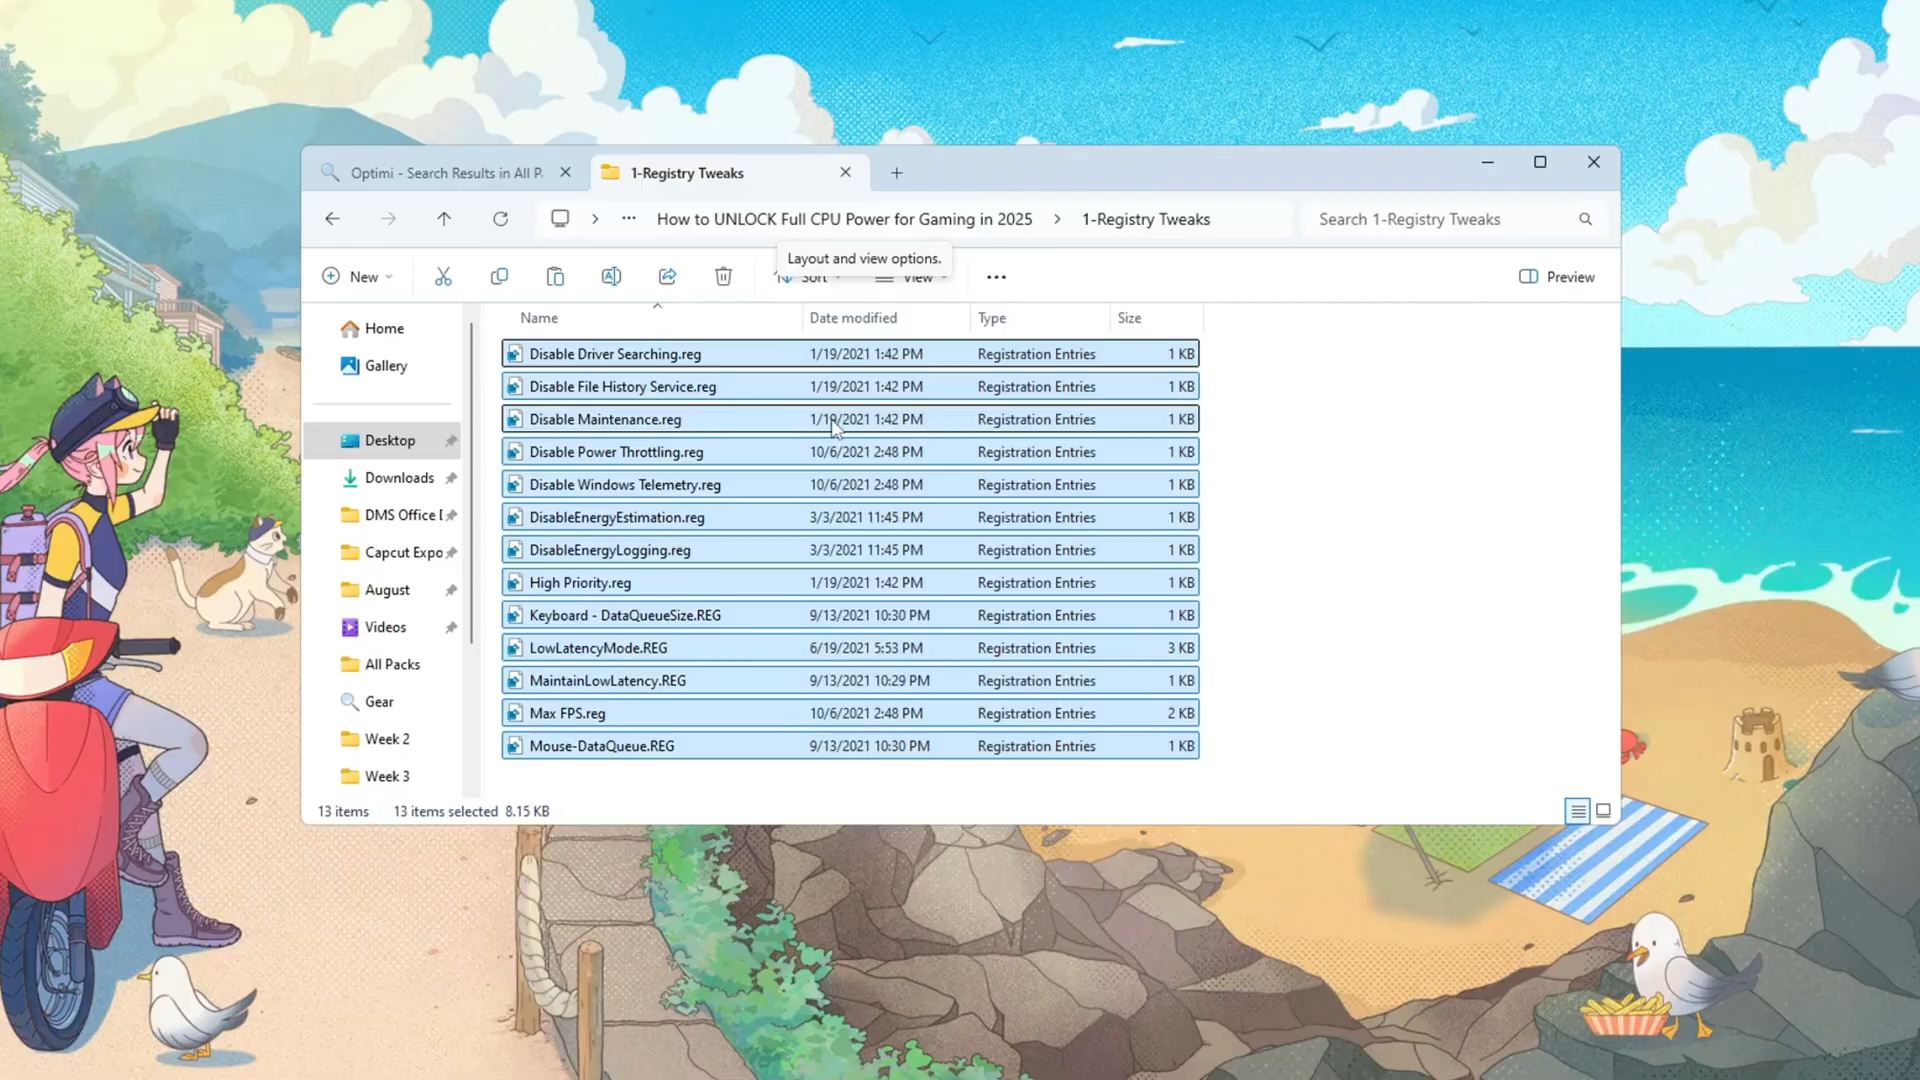 Optimi - Search Results in All P.
1-Registry Tweaks
How to UNLOCK Full CPU Power for Gaming in 2025
1-Registry Tweaks
Search 1-Registry Tweaks
Layout and view options.
New
Sort
View
Preview
Home
Gallery
Desktop
Downloads
DMS Office D
Capcut Expo
August
Videos
All Packs
Gear
Week 2
Week 3
Name Date modified Type Size
Disable Driver Searching.reg 1/19/2021 1:42 PM Registration Entries 1 KB
Disable File History Service.reg 1/19/2021 1:42 PM Registration Entries 1 KB
Disable Maintenance.reg 1/19/2021 1:42 PM Registration Entries 1 KB
Disable Power Throttling.reg 10/6/2021 2:48 PM Registration Entries 1 KB
Disable Windows Telemetry.reg 10/6/2021 2:48 PM Registration Entries 1 KB
DisableEnergyEstimation.reg 3/3/2021 11:45 PM Registration Entries 1 KB
DisableEnergyLogging.reg 3/3/2021 11:45 PM Registration Entries 1 KB
High Priority.reg 1/19/2021 1:42 PM Registration Entries 1 KB
Keyboard - DataQueueSize.REG 9/13/2021 10:30 PM Registration Entries 1 KB
LowLatencyMode.REG 6/19/2021 5:53 PM Registration Entries 3 KB
MaintainLowLatency.REG 9/13/2021 10:29 PM Registration Entries 1 KB
Max FPS.reg 10/6/2021 2:48 PM Registration Entries 2 KB
Mouse-DataQueue.REG 9/13/2021 10:30 PM Registration Entries 1 KB
13 items 13 items selected 8.15 KB